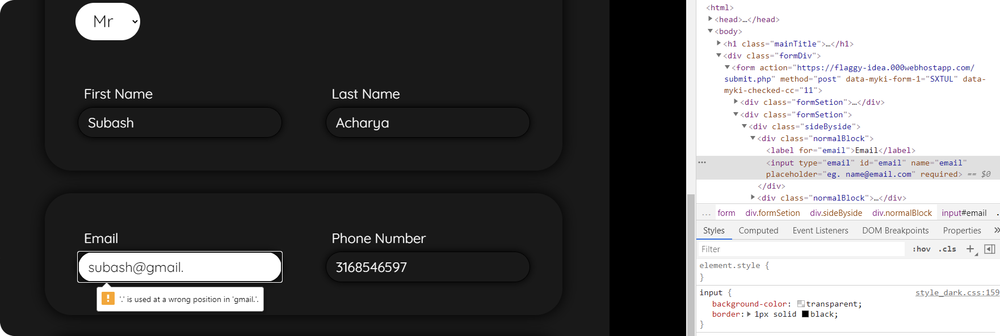 Mr
First Name
Last Name
Subash
Acharya
Email
Phone Number
subash@gmail.
3168546597
'.' is used at a wrong position in 'gmail.'.
<html>
<head>…</head>
<body>
<h1 class="mainTitle">…</h1>
<div class="formDiv">
<form action="https://flaggy-idea.000webhostapp.com/
submit.php" method="post" data-myki-form-1="SXTUL" data-
myki-checked-cc="11">
<div class="formSetion">…</div>
<div class="formSetion">
<div class="sideByside">
<div class="normalBlock">
<label for="email">Email</label>
<input type="email" id="email" name="email"
placeholder="eg. name@email.com" required> == $0
</div>
<div class="normalBlock">…</div>
... form div.formSetion div.sideByside div.normalBlock input#email .
Styles Computed Event Listeners DOM Breakpoints Properties »
Filter :hov .cls +
element.style {
}
input { style_dark.css:159
background-color: transparent;
border: 1px solid black;
}